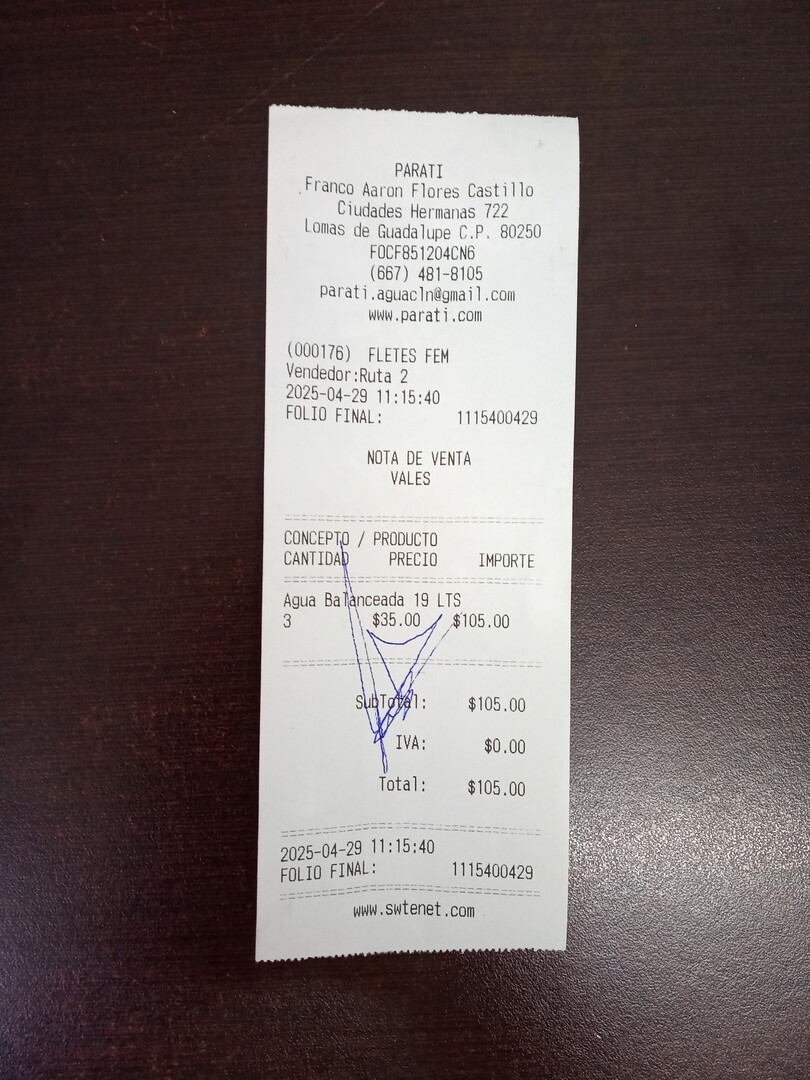 PARATI
Franco Aaron Flores Castillo
Ciudades Hermanas 722
Lomas de Guadalupe C.P. 80250
FOCF851204CN6
(667) 481-8105
parati.aguacln@gmail.com
www.parati.com
(000176) FLETES FEM
Vendedor:Ruta 2
2025-04-29 11:15:40
FOLIO FINAL: 1115400429
NOTA DE VENTA
VALES
CONCEPTO / PRODUCTO
CANTIDAD PRECIO IMPORTE
Agua Balanceada 19 LTS
3 $35.00 $105.00
SubTotal: $105.00
IVA: $0.00
Total: $105.00
2025-04-29 11:15:40
FOLIO FINAL: 1115400429
www.swtenet.com